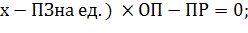 х − ПЗна ед. ) ×ОП − ПР = 0;